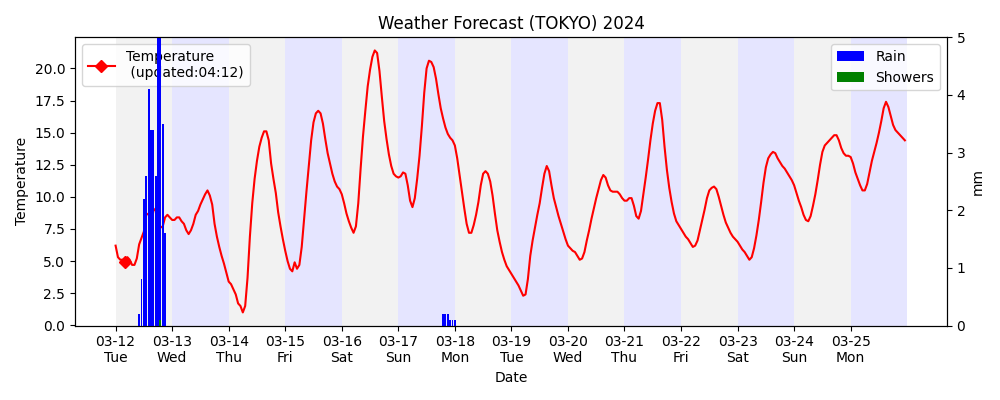 Weather Forecast (TOKYO) 2024
Temperature
(updated:04:12)
Rain
Showers
Temperature
20.0
17.5
15.0
12.5
10.0
7.5
5.0
2.5
0.0
5
4
3
2
1
0
mm
03-12 03-13 03-14 03-15 03-16 03-17 03-18 03-19 03-20 03-21 03-22 03-23 03-24 03-25
Tue Wed Thu Fri Sat Sun Mon Tue Wed Thu Fri Sat Sun Mon
Date